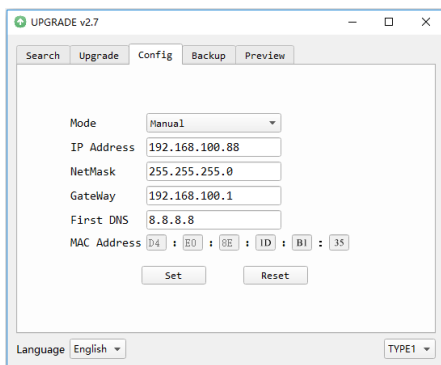 UPGRADE v2.7
Search Upgrade Config Backup Preview
Mode Manual
IP Address 192.168.100.88
NetMask 255.255.255.0
GateWay 192.168.100.1
First DNS 8.8.8.8
MAC Address D4 : E0 : 8E : 1D : B1 : 35
Set Reset
Language English TYPE1